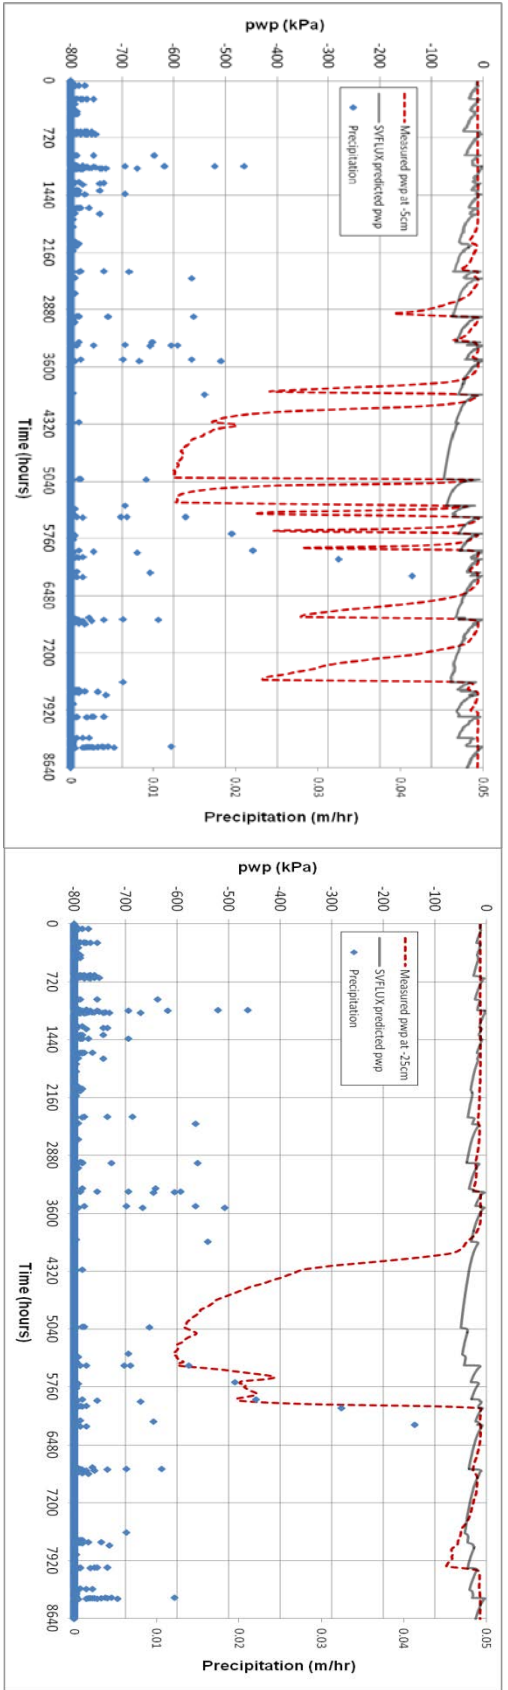 pwp (kPa)
-800 -700 -600 -500 -400 -300 -200 -100 0
0 720 1440 2160 2880 3600 4320 5040 5760 6480 7200 7920 8640
Measured pwp at -5cm
SVFLUX predicted pwp
Precipitation
Time (hours)
0 0.01 0.02 0.03 0.04 0.05
Precipitation (m/hr)
pwp (kPa)
-800 -700 -600 -500 -400 -300 -200 -100 0
0 720 1440 2160 2880 3600 4320 5040 5760 6480 7200 7920 8640
Measured pwp at -25cm
SVFLUX predicted pwp
Precipitation
Time (hours)
0 0.01 0.02 0.03 0.04 0.05
Precipitation (m/hr)